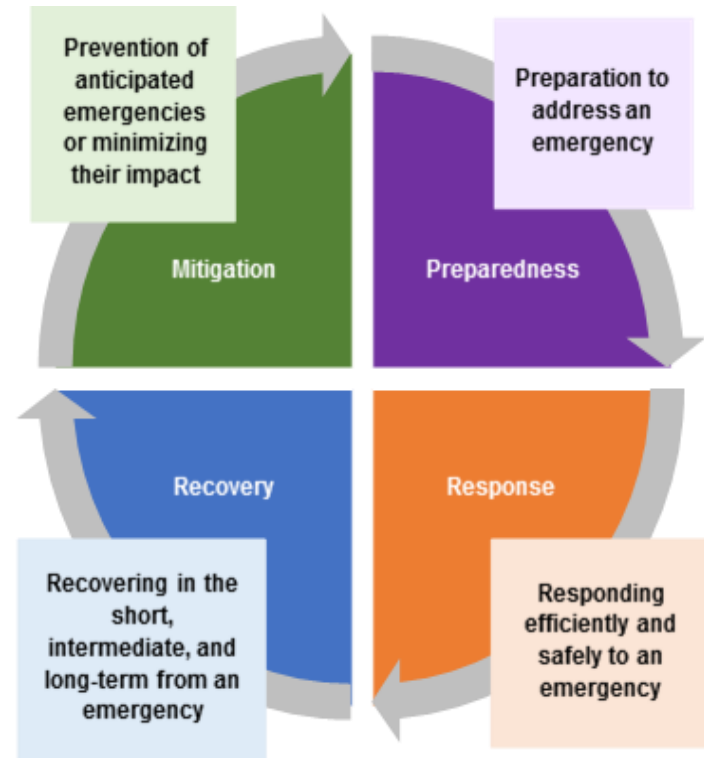 Prevention of
anticipated
emergencies
or minimizing
their impact
Mitigation
Preparation to
address an
emergency
Preparedness
Recovery
Recovering in the
short,
intermediate, and
long-term from an
emergency
Response
Responding
efficiently and
safely to an
emergency